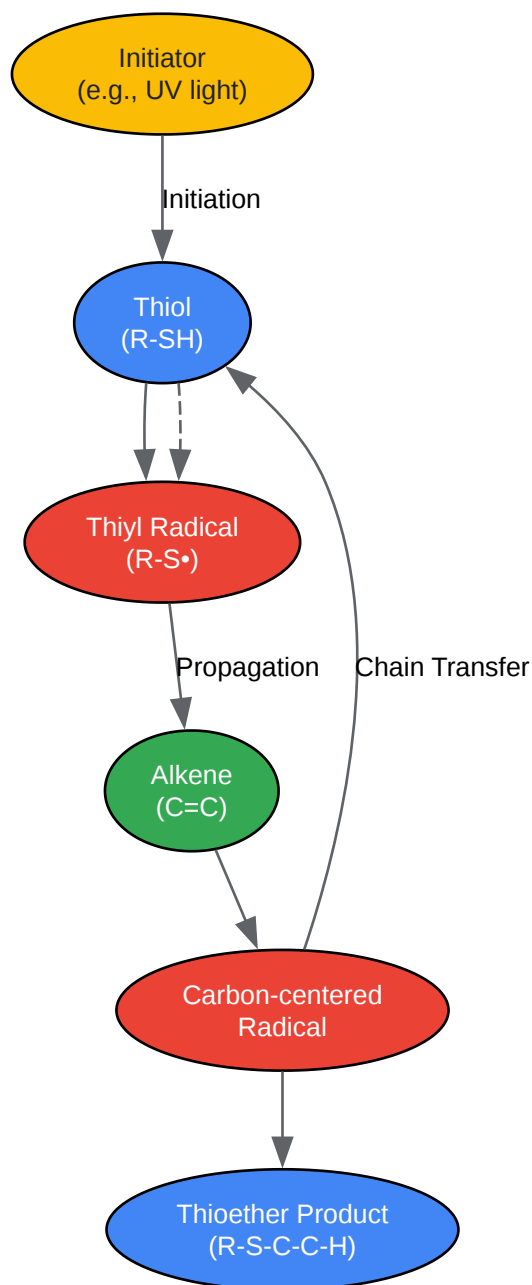 Initiator
(e.g., UV light)
Initiation
Thiol
(R-SH)
Thiyl Radical
(R-S•)
Propagation
Chain Transfer
Alkene
(C=C)
Carbon-centered
Radical
Thioether Product
(R-S-C-C-H)